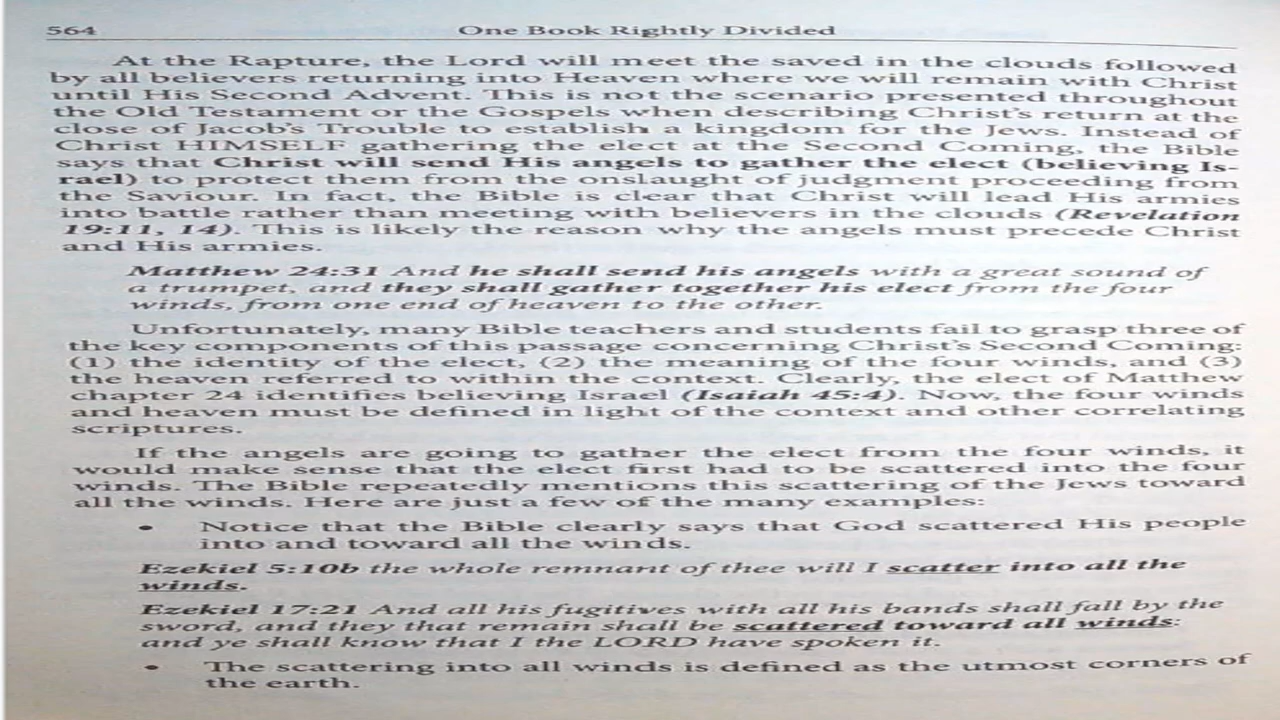 564 One Book Rightly Divided
At the Rapture, the Lord will meet the saved in the clouds followed
by all believers returning into Heaven where we will remain with Christ
until His Second Advent. This is not the scenario presented throughout
the Old Testament or the Gospels when describing Christ's return at the
close of Jacob's Trouble to establish a kingdom for the Jews. Instead of
Christ HIMSELF gathering the elect at the Second Coming, the Bible
says that Christ will send His angels to gather the elect (believing Is-
rael) to protect them from the onslaught of judgment proceeding from
the Saviour. In fact, the Bible is clear that Christ will lead His armies
into battle rather than meeting with believers in the clouds (Revelation
19:11, 14). This is likely the reason why the angels must precede Christ
and His armies.
Matthew 24:31 And he shall send his angels with a great sound of
a trumpet, and they shall gather together his elect from the four
winds, from one end of heaven to the other.
Unfortunately, many Bible teachers and students fail to grasp three of
the key components of this passage concerning Christ's Second Coming:
(1) the identity of the elect, (2) the meaning of the four winds, and (3)
the heaven referred to within the context. Clearly, the elect of Matthew
chapter 24 identifies believing Israel (Isaiah 45:4). Now, the four winds
and heaven must be defined in light of the context and other correlating
scriptures.
If the angels are going to gather the elect from the four winds, it
would make sense that the elect first had to be scattered into the four
winds. The Bible repeatedly mentions this scattering of the Jews toward
all the winds. Here are just a few of the many examples:
• Notice that the Bible clearly says that God scattered His people
into and toward all the winds.
Ezekiel 5:10b the whole remnant of thee will I scatter into all the
winds.
Ezekiel 17:21 And all his fugitives with all his bands shall fall by the
sword, and they that remain shall be scattered toward all winds:
and ye shall know that I the LORD have spoken it.
• The scattering into all winds is defined as the utmost corners of
the earth.